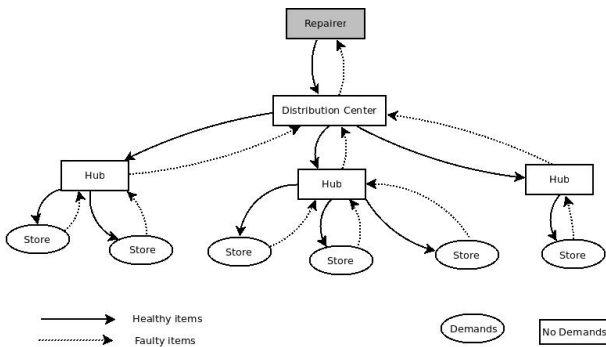 Repairer
Distribution Center
Hub
Hub
Hub
Store
Store
Store
Store
Store
Store
Healthy items
Faulty items
Demands
No Demands